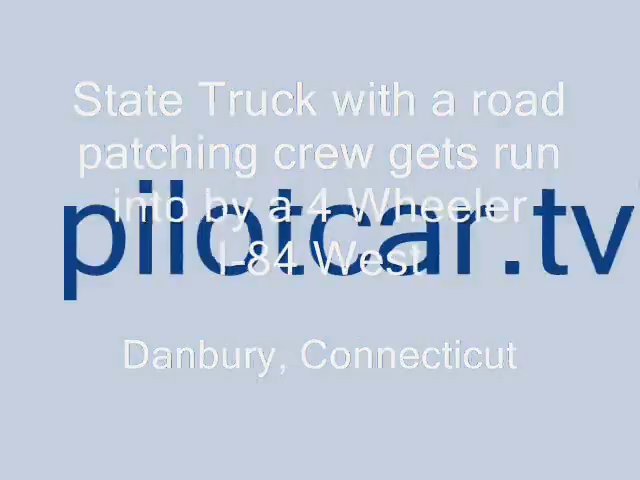 State Truck with a road
patching crew gets run
into by a 4 Wheeler
I-84 West
pilotcar.tv
Danbury, Connecticut